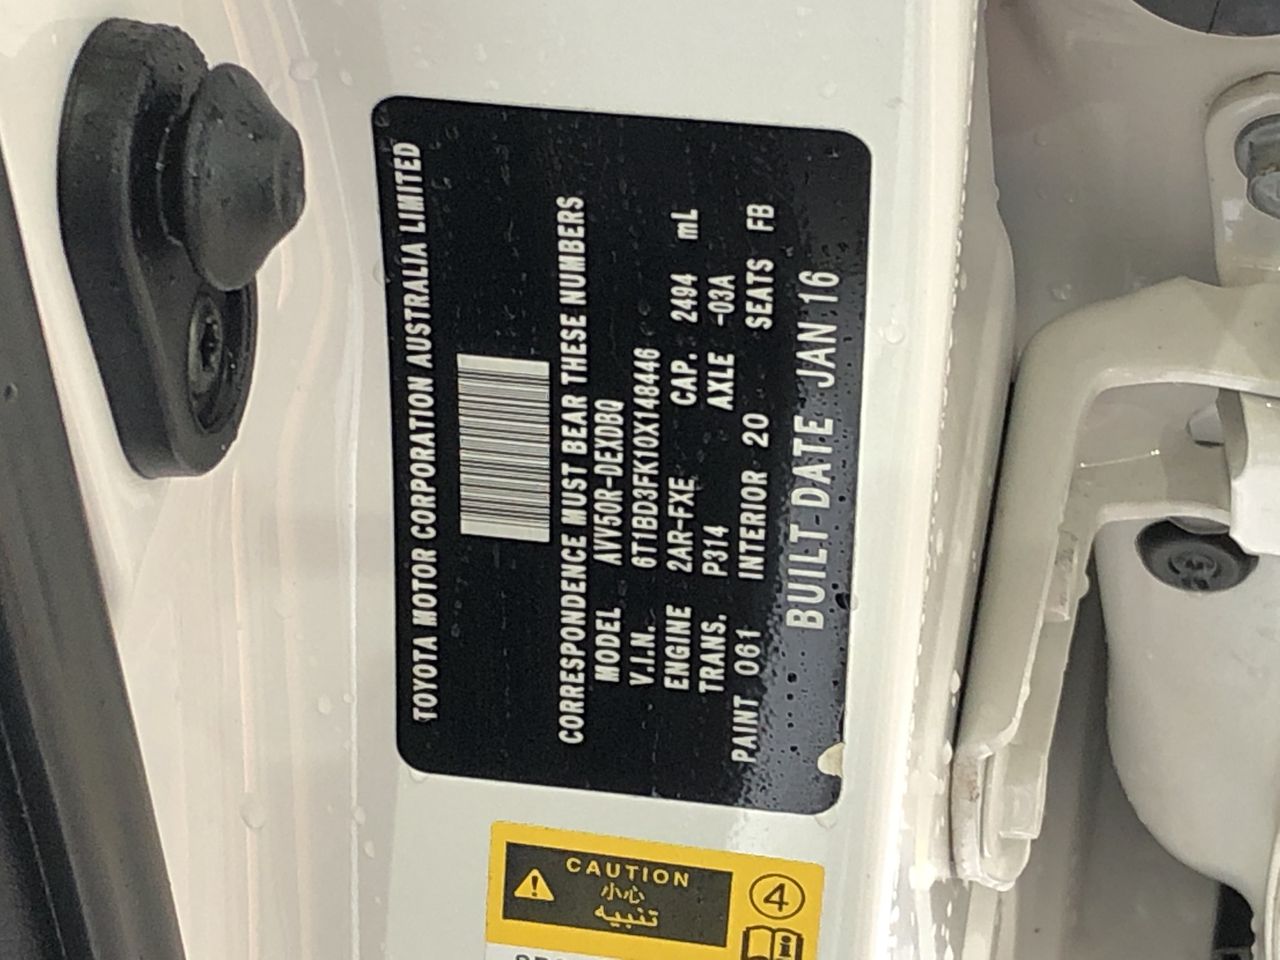 TOYOTA MOTOR CORPORATION AUSTRALIA LIMITED
CORRESPONDENCE MUST BEAR THESE NUMBERS
MODEL AVV50R-DEXDBQ
V.I.N. 6T1BD3FK10X148446
ENGINE 2AR-FXE CAP. 2494 mL
TRANS. P314 AXLE -03A
PAINT 061 INTERIOR 20 SEATS FB
BUILT-DATE JAN 16
CAUTION
小心
تنبيه
4